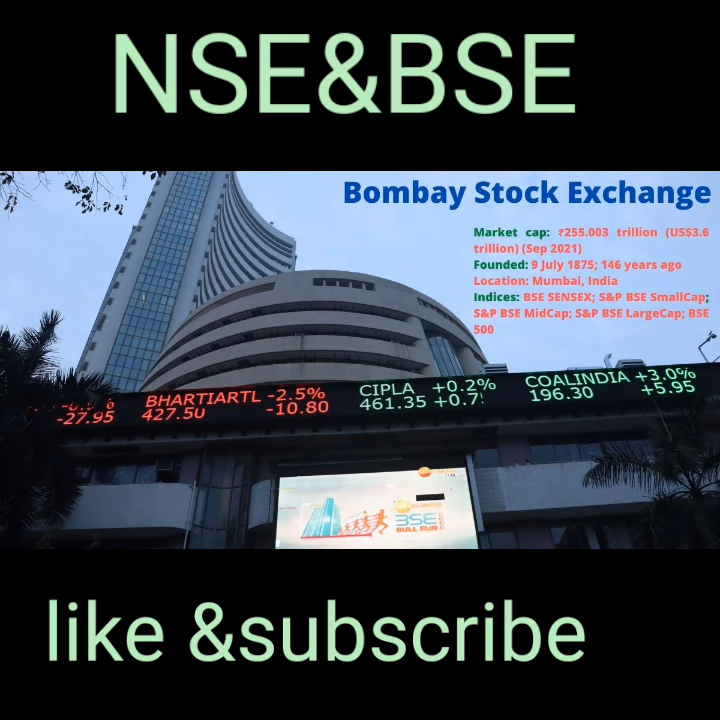 NSE&BSE
Bombay Stock Exchange
Market cap: ₹255.003 trillion (US$3.6
trillion) (Sep 2021)
Founded: 9 July 1875; 146 years ago
Location: Mumbai, India
Indices: BSE SENSEX; S&P BSE SmallCap;
S&P BSE MidCap; S&P BSE LargeCap; BSE
500
-27.95
BHARTIARTL -2.5%
427.50 -10.80
CIPLA +0.2%
461.35
COALINDIA +3.0%
196.30 +5.95
BSE
BULL RUN
like &subscribe